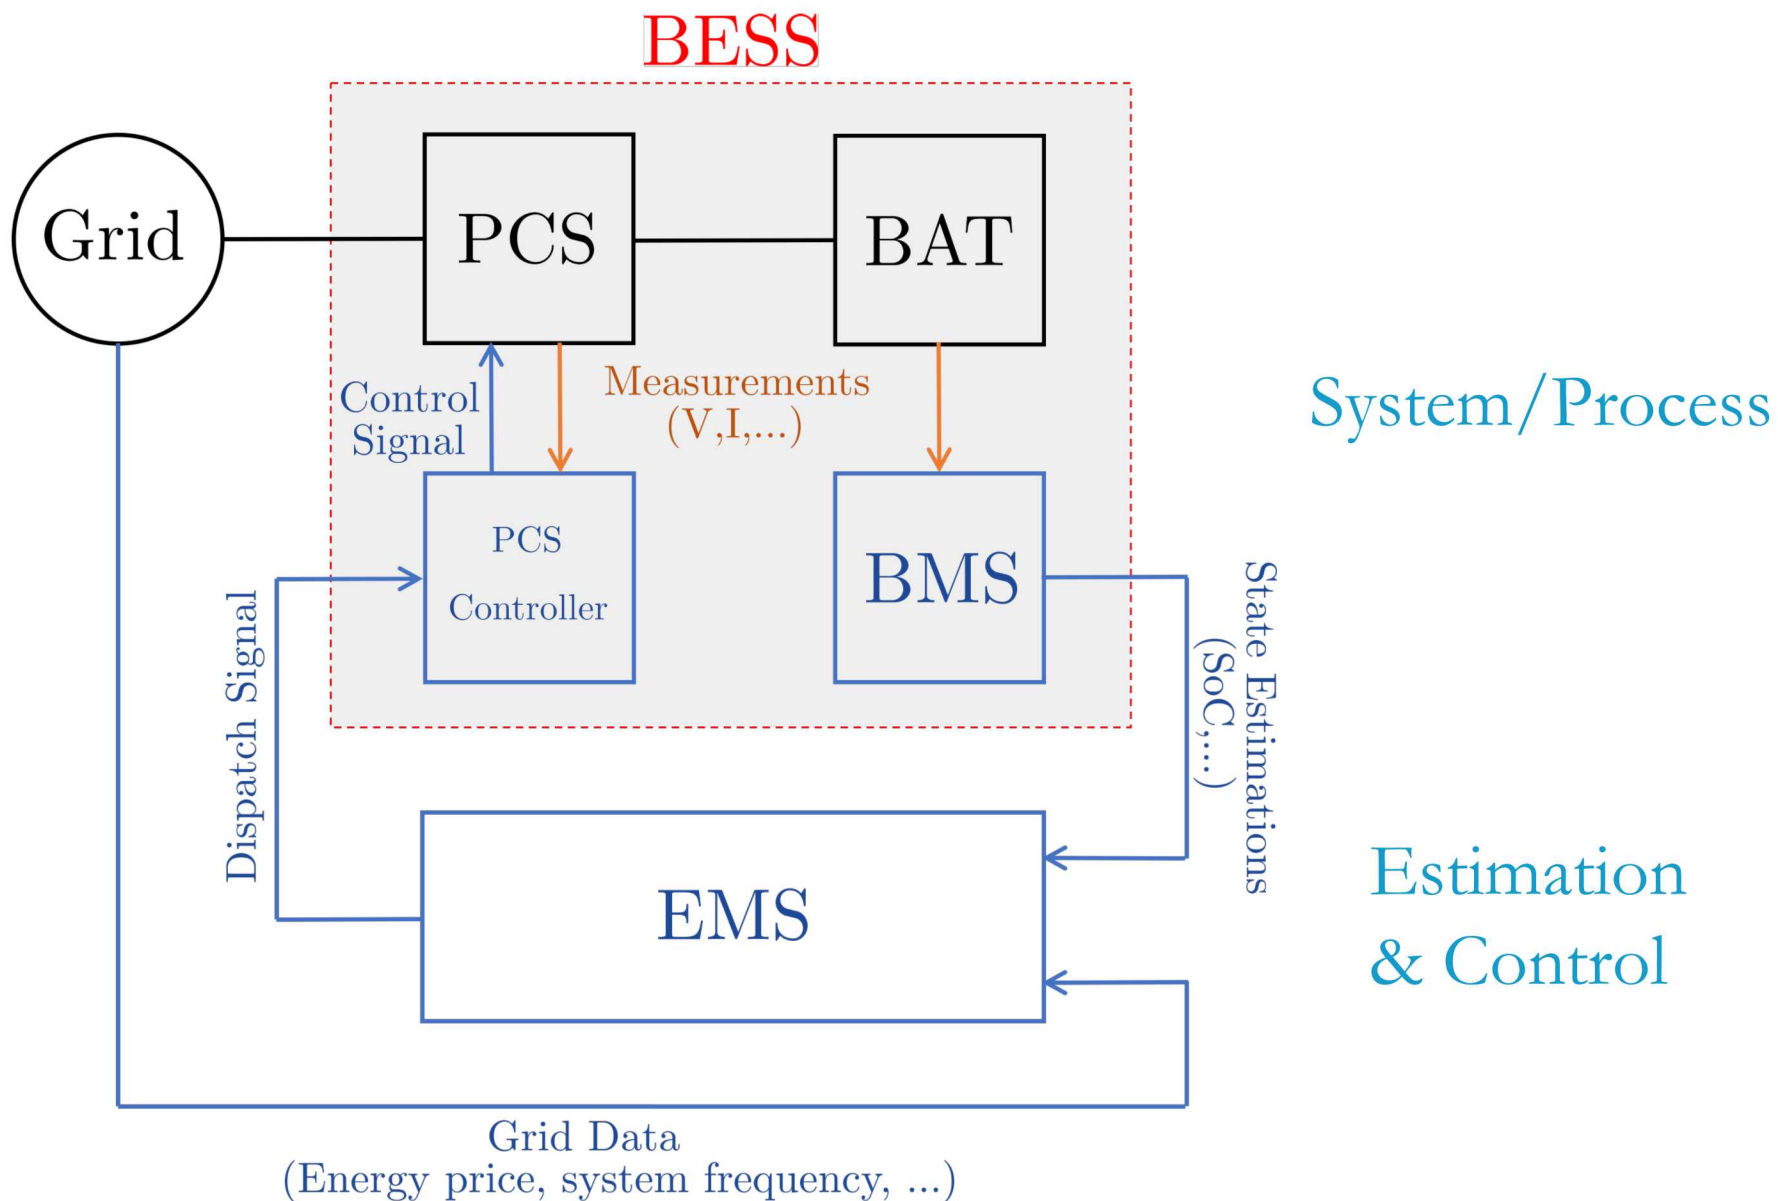 BESS
Grid
PCS
BAT
Control
Signal
Measurements
(V,I,...)
System/Process
PCS
Controller
BMS
Dispatch Signal
State Estimations
(SoC,...)
EMS
Estimation
& Control
Grid Data
(Energy price, system frequency, ...)